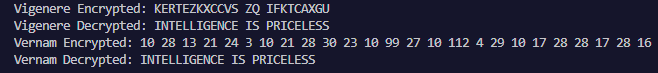 Vigenere Encrypted: KERTEZKXCCVS ZQ IFKTCAXGU
Vigenere Decrypted: INTELLIGENCE IS PRICELESS
Vernam Encrypted: 10 28 13 21 24 3 10 21 28 30 23 10 99 27 10 112 4 29 10 17 28 28 17 28 16
Vernam Decrypted: INTELLIGENCE IS PRICELESS